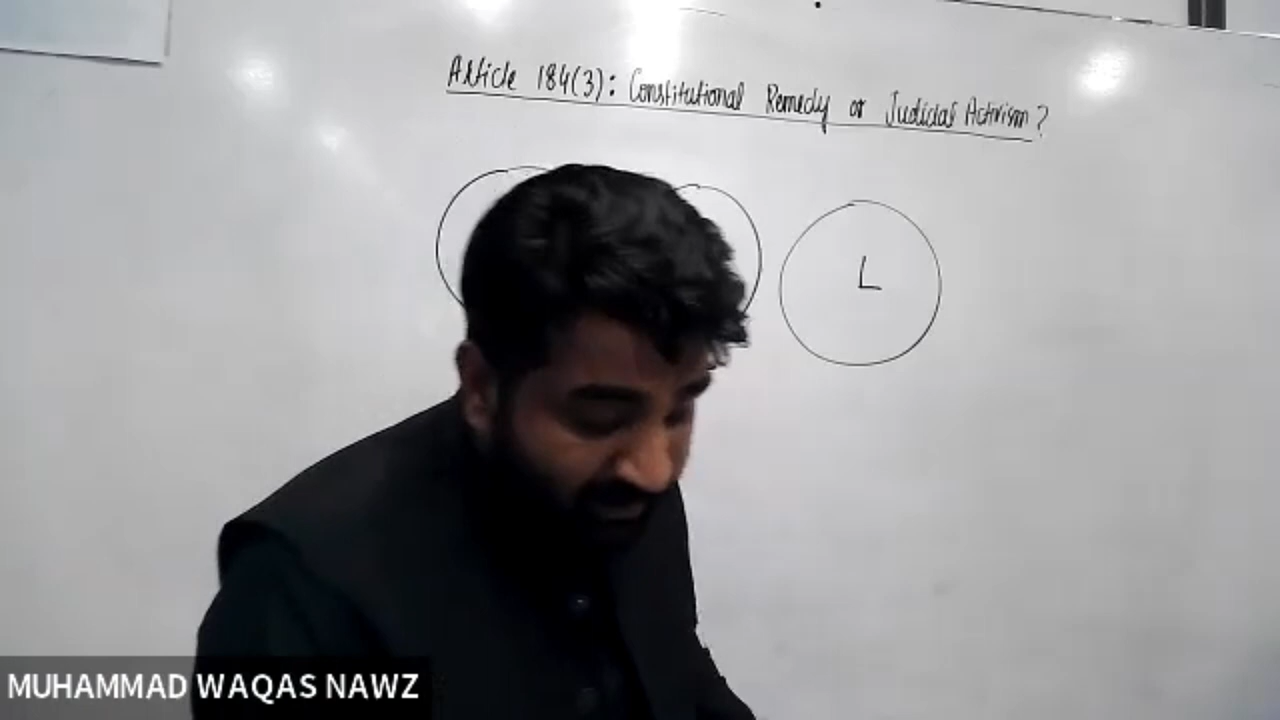 Article 184(3): Constitutional Remedy or Judicial Activism?
L
MUHAMMAD WAQAS NAWZ